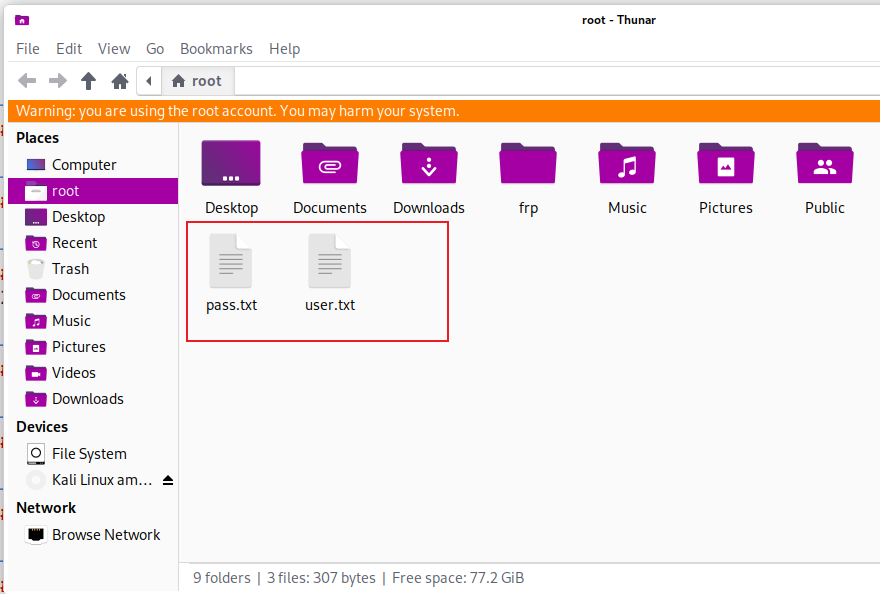 root - Thunar
File Edit View Go Bookmarks Help
root
Warning: you are using the root account. You may harm your system.
Places
Computer
root
Desktop
Recent
Trash
Documents
Music
Pictures
Videos
Downloads
Devices
File System
Kali Linux am...
Network
Browse Network
Desktop Documents Downloads frp Music Pictures Public
pass.txt user.txt
9 folders | 3 files: 307 bytes | Free space: 77.2 GiB